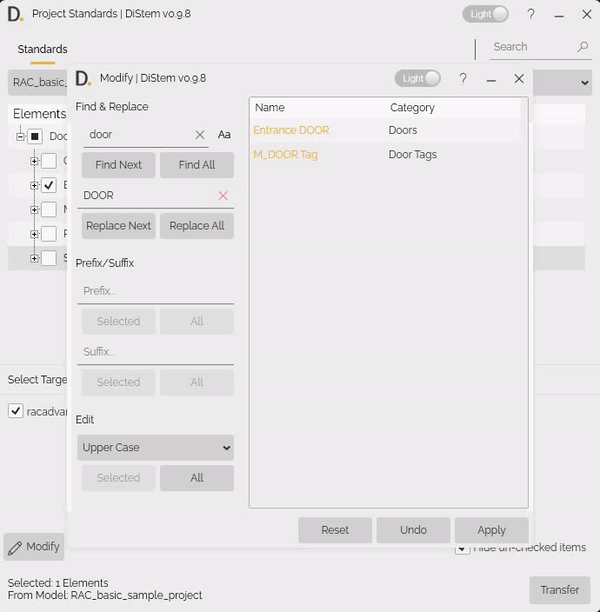 D. Project Standards | DiStem v0.9.8
Light
?
Standards
Search
RAC_basic_
D. Modify | DiStem v0.9.8
Light
?
Elements
Find & Replace
door
Aa
Find Next
Find All
DOOR
Replace Next
Replace All
Prefix/Suffix
Prefix...
Selected
All
Suffix...
Selected
All
Edit
Upper Case
Selected
All
Name Category
Entrance DOOR Doors
M_DOOR Tag Door Tags
Reset
Undo
Apply
Doo
E
Select Targe
racadvar
Modify
Hide un-checked items
Selected: 1 Elements
From Model: RAC_basic_sample_project
Transfer